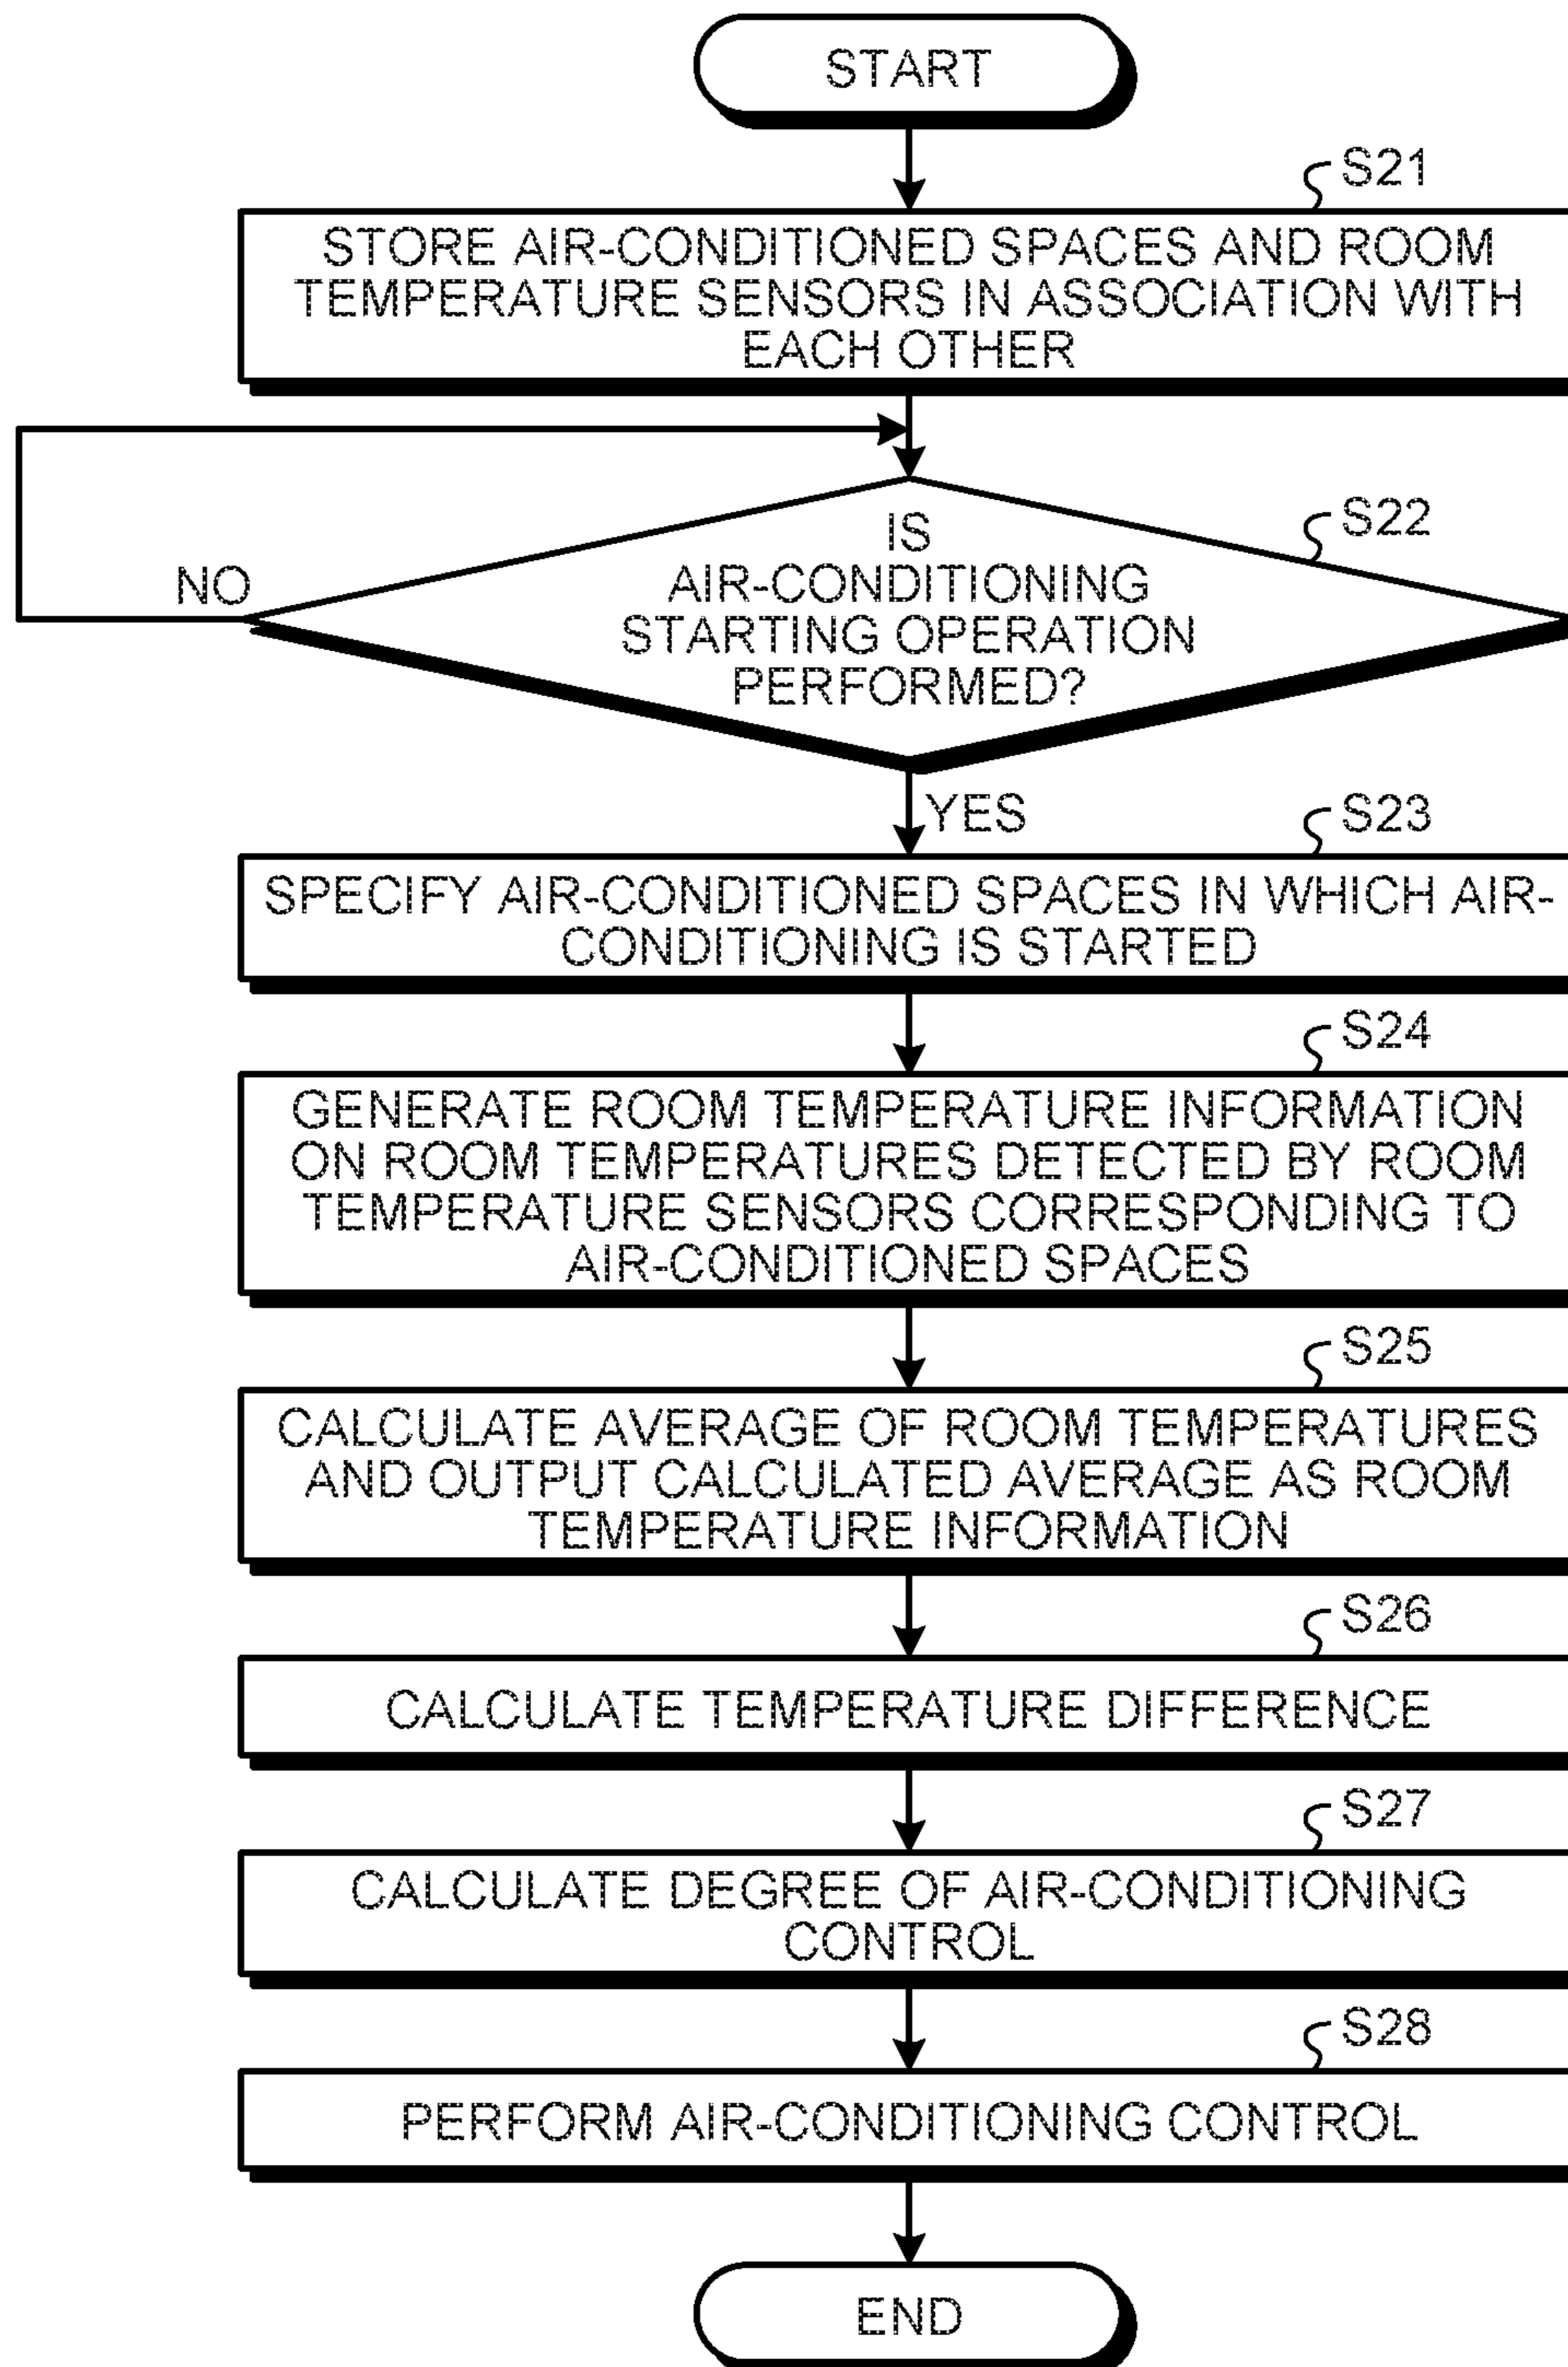 START
S21
STORE AIR-CONDITIONED SPACES AND ROOM
TEMPERATURE SENSORS IN ASSOCIATION WITH
EACH OTHER
S22
IS
AIR-CONDITIONING
STARTING OPERATION
PERFORMED?
NO
YES
S23
SPECIFY AIR-CONDITIONED SPACES IN WHICH AIR-
CONDITIONING IS STARTED
S24
GENERATE ROOM TEMPERATURE INFORMATION
ON ROOM TEMPERATURES DETECTED BY ROOM
TEMPERATURE SENSORS CORRESPONDING TO
AIR-CONDITIONED SPACES
S25
CALCULATE AVERAGE OF ROOM TEMPERATURES
AND OUTPUT CALCULATED AVERAGE AS ROOM
TEMPERATURE INFORMATION
S26
CALCULATE TEMPERATURE DIFFERENCE
S27
CALCULATE DEGREE OF AIR-CONDITIONING
CONTROL
S28
PERFORM AIR-CONDITIONING CONTROL
END